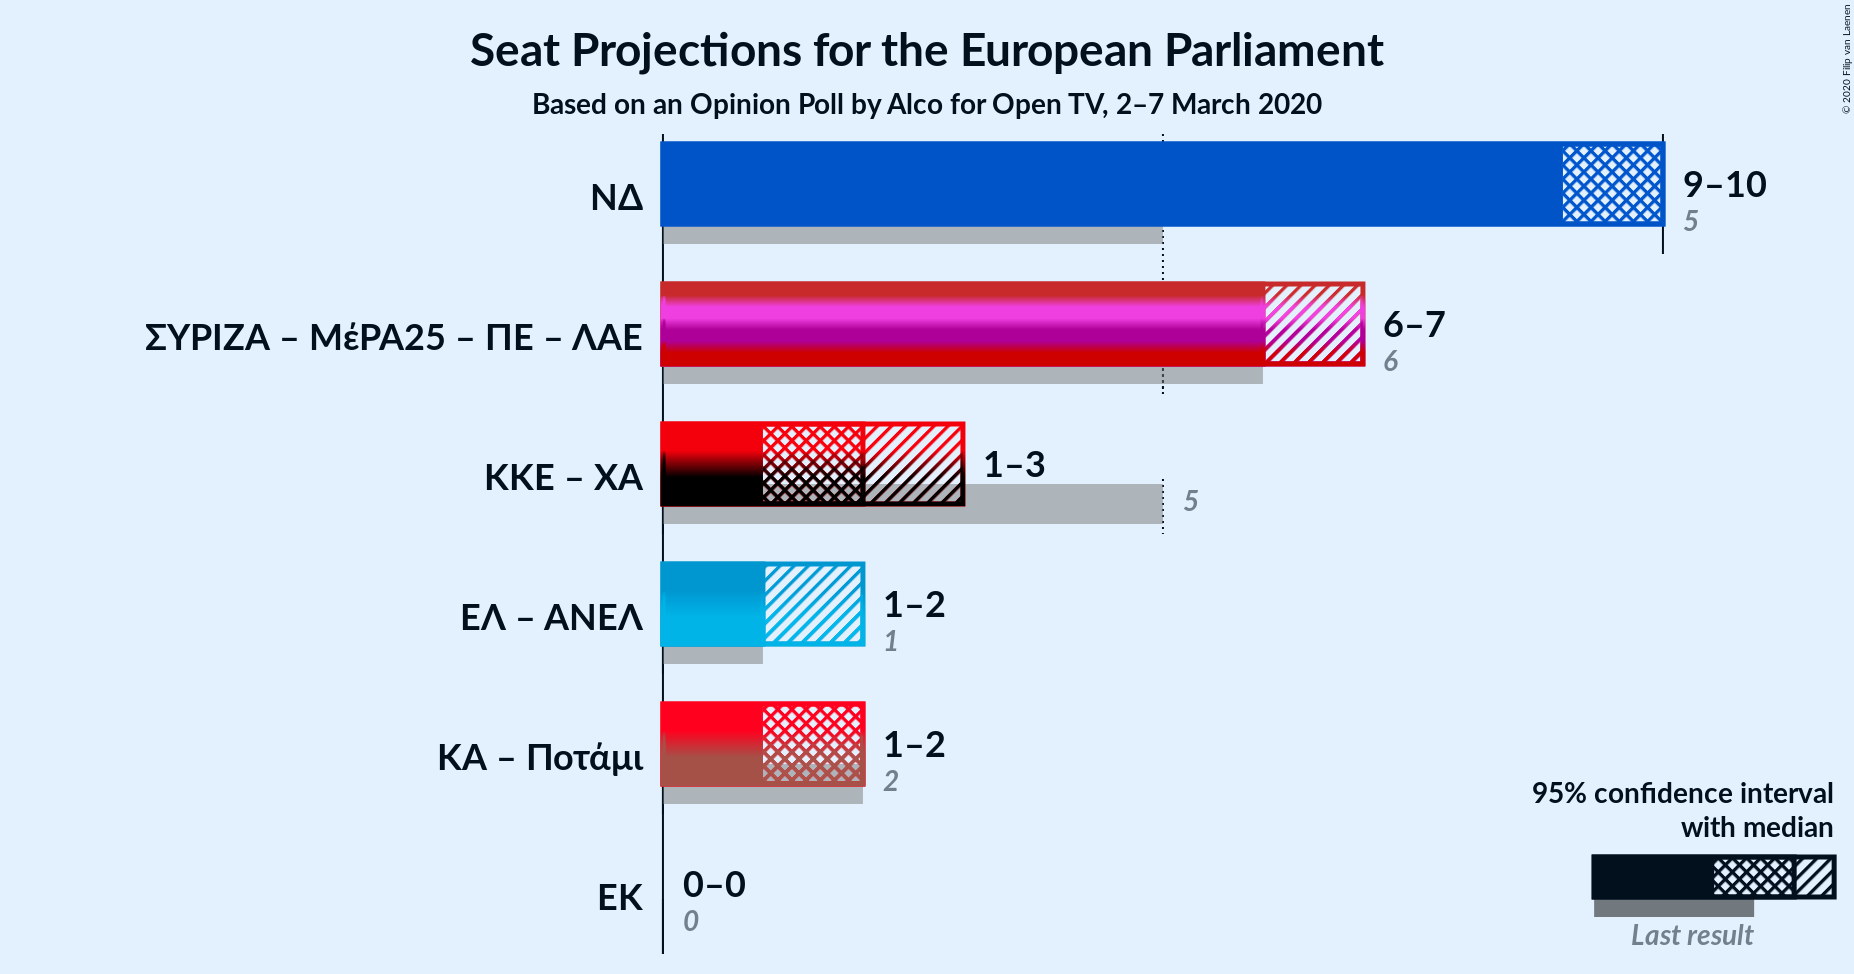 Seat Projections for the European Parliament
Based on an Opinion Poll by Alco for Open TV, 2–7 March 2020
© 2020 Filip van Laenen
ΝΔ
9–10
5
ΣΥΡΙΖΑ – ΜέΡΑ25 – ΠΕ – ΛΑΕ
6–7
6
ΚΚΕ – ΧΑ
1–3
5
ΕΛ – ΑΝΕΛ
1–2
1
ΚΑ – Ποτάμι
1–2
2
ΕΚ
0–0
0
95% confidence interval
with median
Last result